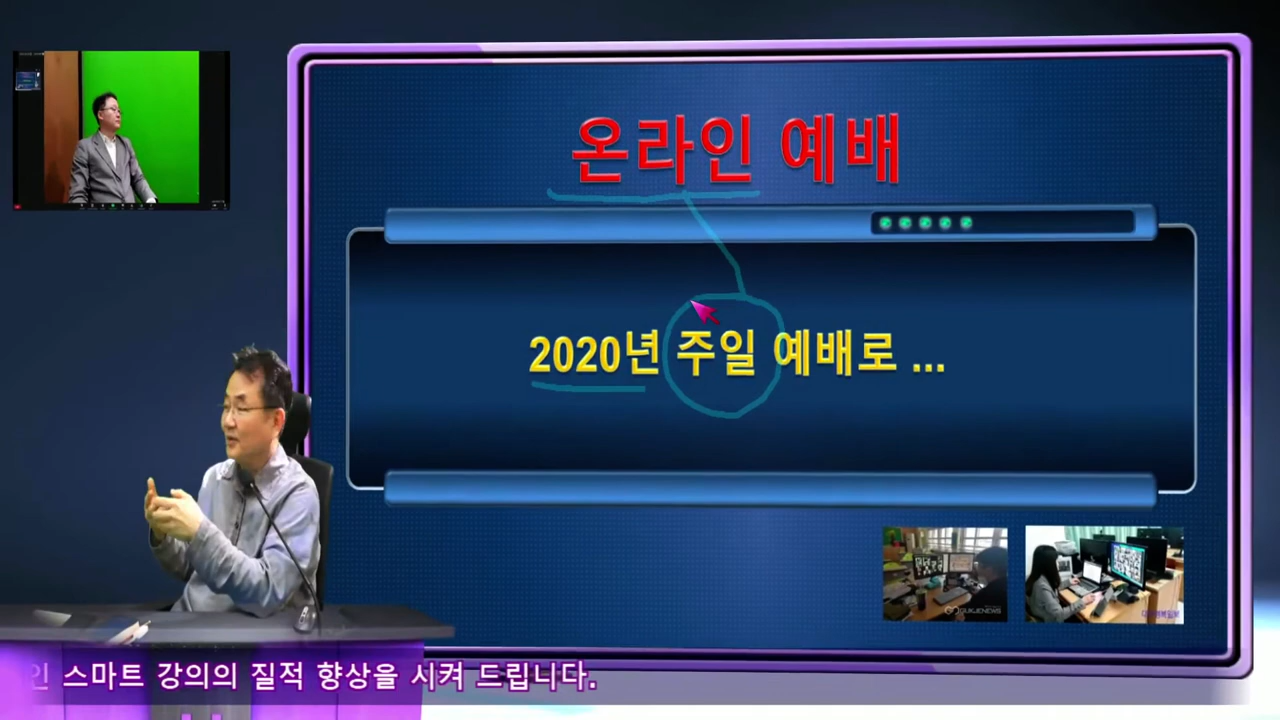 온라인 예배
2020년 주일 예배로 ...
GUKJENEWS
인 스마트 강의의 질적 향상을 시켜 드립니다.